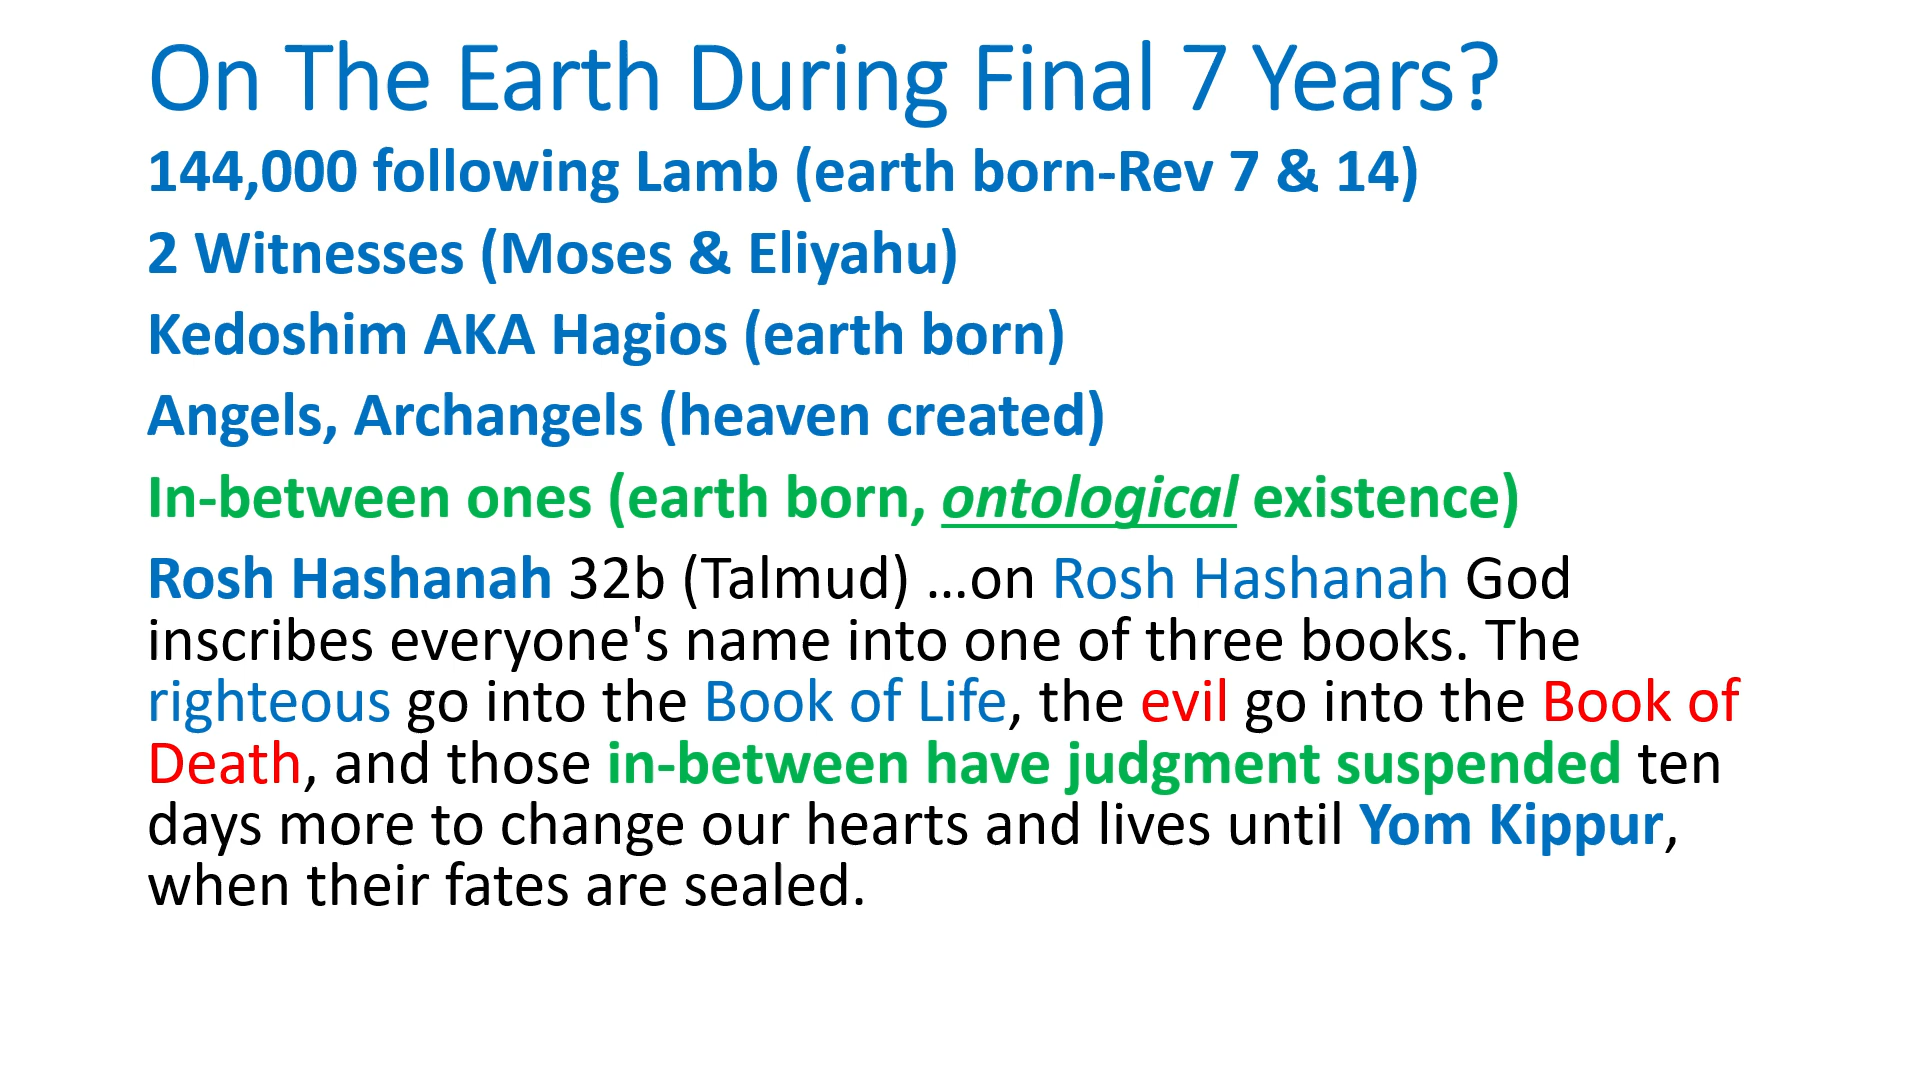 On The Earth During Final 7 Years?
144,000 following Lamb (earth born-Rev 7 & 14)
2 Witnesses (Moses & Eliyahu)
Kedoshim AKA Hagios (earth born)
Angels, Archangels (heaven created)
In-between ones (earth born, ontological existence)
Rosh Hashanah 32b (Talmud) …on Rosh Hashanah God
inscribes everyone's name into one of three books. The
righteous go into the Book of Life, the evil go into the Book of
Death, and those in-between have judgment suspended ten
days more to change our hearts and lives until Yom Kippur,
when their fates are sealed.